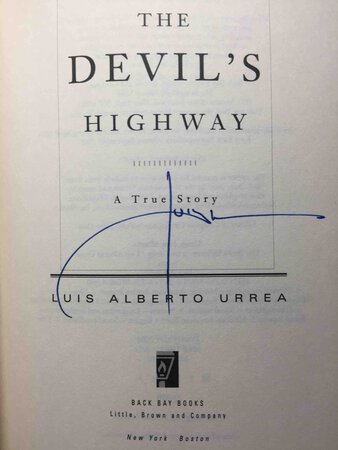 THE
DEVIL'S
HIGHWAY
A True Story
LUIS ALBERTO URREA
BACK BAY BOOKS
Little, Brown and Company
New York Boston